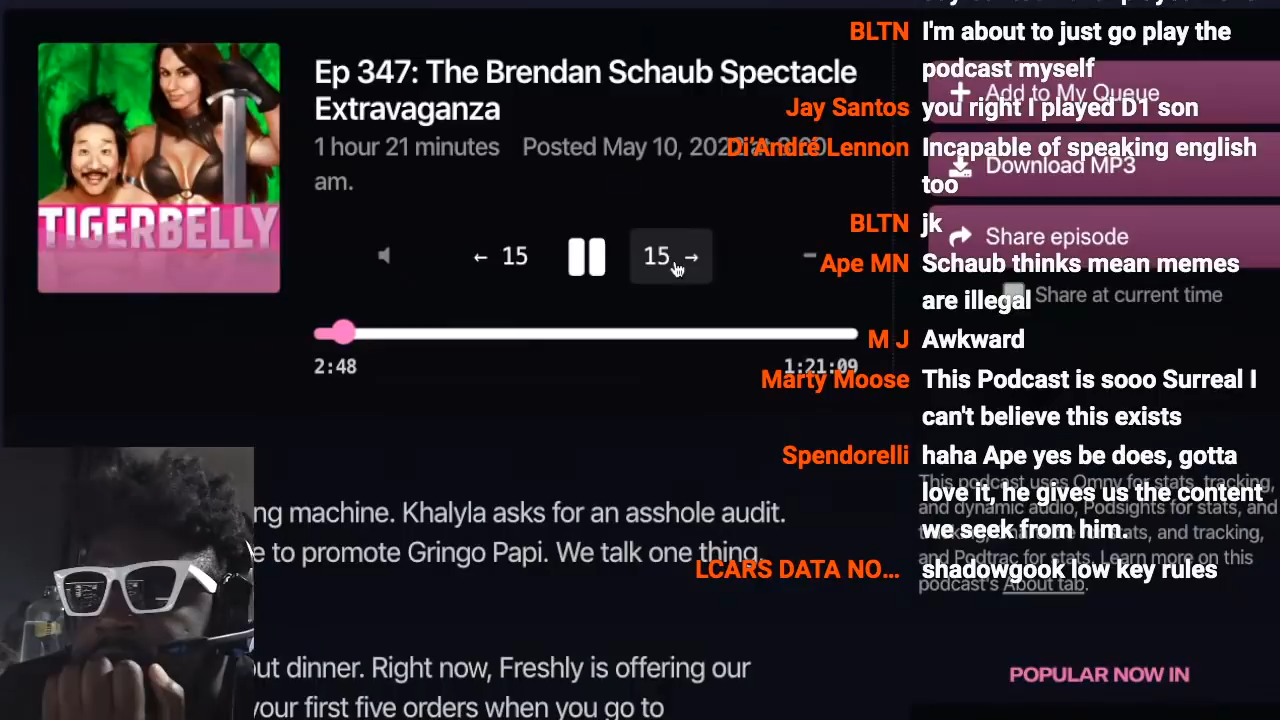 Ep 347: The Brendan Schaub Spectacle
Extravaganza
1 hour 21 minutes Posted May 10, 202
am.
← 15
15 →
2:48
1:21:09
TIGERBELLY
ng machine. Khalyla asks for an asshole audit.
e to promote Gringo Papi. We talk one thing,
ut dinner. Right now, Freshly is offering our
your first five orders when you go to
BLTN I'm about to just go play the
podcast myself
Add to My Queue
Jay Santos you right I played D1 son
Di'Andre Lennon Incapable of speaking english
too
Download MP3
BLTN jk
Share episode
Ape MN Schaub thinks mean memes
are illegal
Share at current time
M J Awkward
Marty Moose This Podcast is sooo Surreal I
can't believe this exists
Spendorelli haha Ape yes be does, gotta
love it, he gives us the content
we seek from him.
LCARS DATA NO... shadowgook low key rules
This podcast uses Omny for stats, tracking,
and dynamic audio, Podsights for stats, and
for stats, and tracking,
and Podtrac for stats. Learn more on this
podcast's About tab.
POPULAR NOW IN